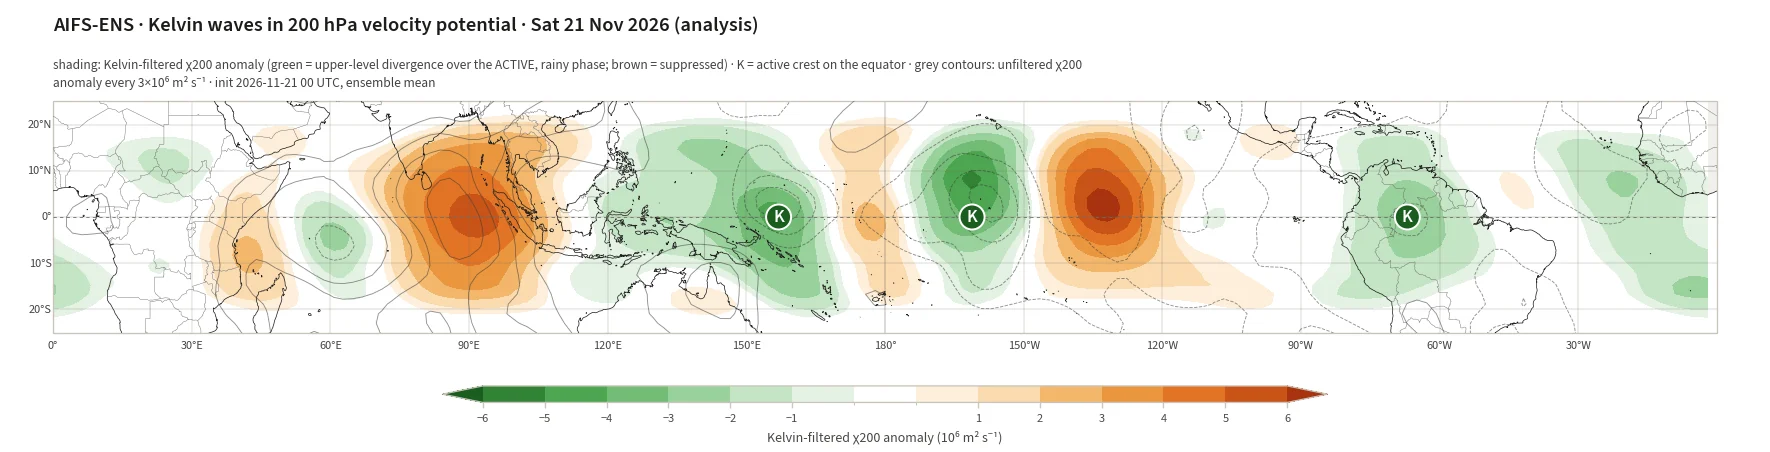 AIFS-ENS · Kelvin waves in 200 hPa velocity potential · Sat 21 Nov 2026 (analysis)
shading: Kelvin-filtered χ200 anomaly (green = upper-level divergence over the ACTIVE, rainy phase; brown = suppressed) · K = active crest on the equator · grey contours: unfiltered χ200
anomaly every 3×10⁶ m² s⁻¹ · init 2026-11-21 00 UTC, ensemble mean
20°N
10°N
0°
10°S
20°S
K K K
0° 30°E 60°E 90°E 120°E 150°E 180° 150°W 120°W 90°W 60°W 30°W
−6 −5 −4 −3 −2 −1 1 2 3 4 5 6
Kelvin-filtered χ200 anomaly (10⁶ m² s⁻¹)